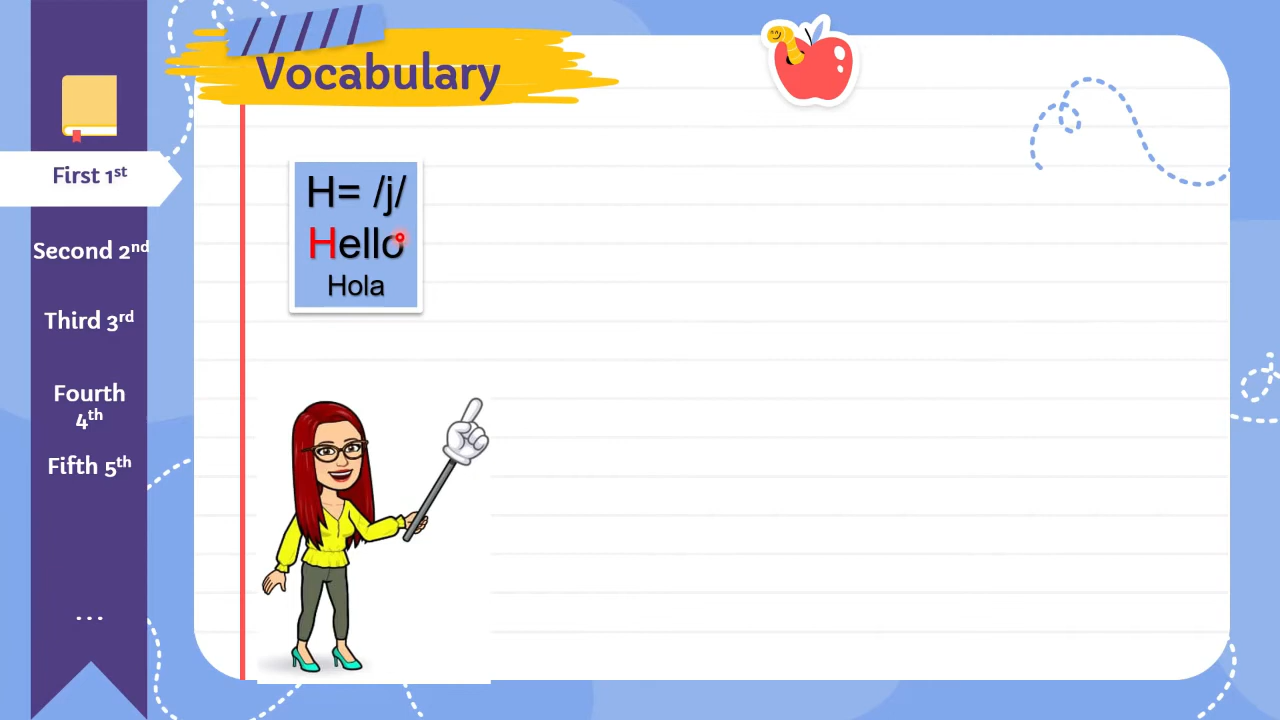 Vocabulary
First 1st
Second 2nd
Third 3rd
Fourth
4th
Fifth 5th
...
H= /j/
Hello
Hola